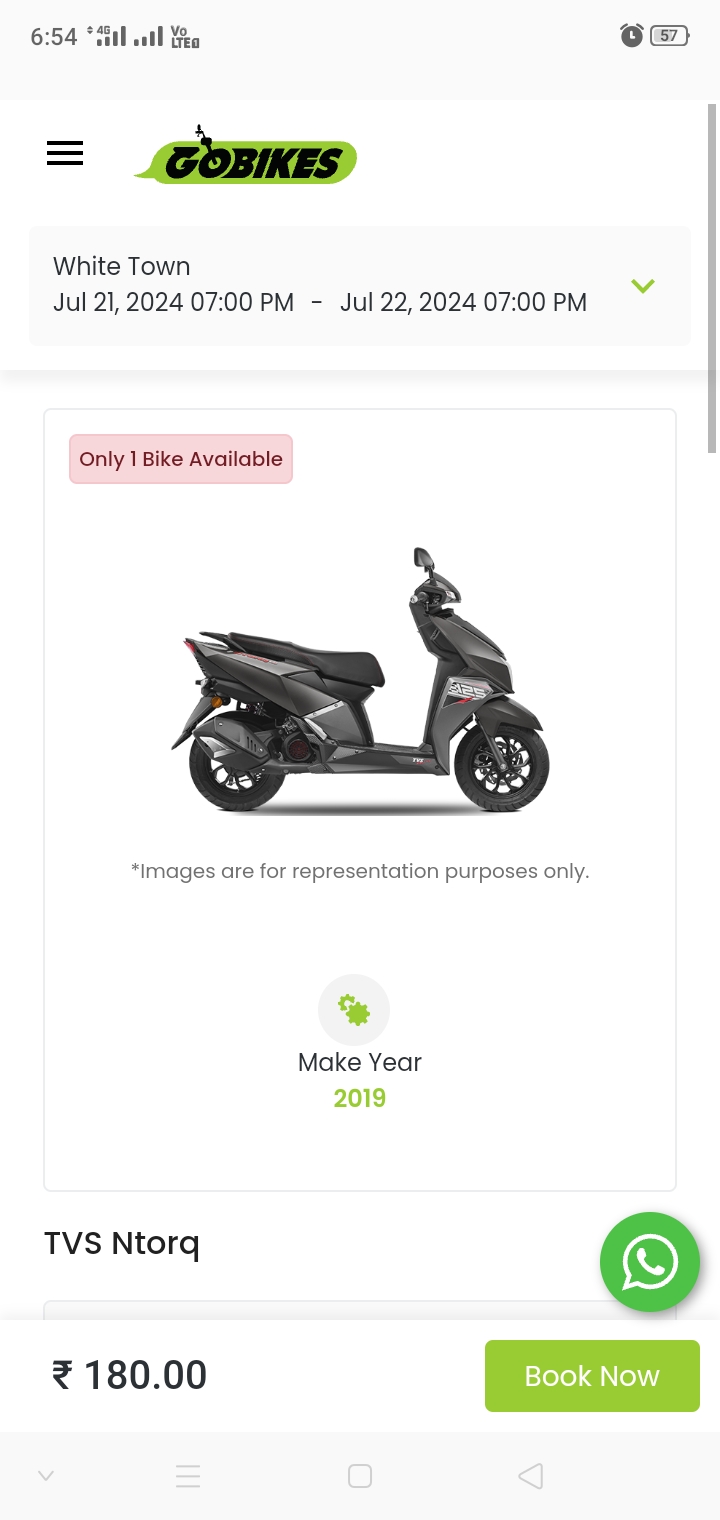 6:54 4G Vo LTE 57
GOBIKES
White Town
Jul 21, 2024 07:00 PM - Jul 22, 2024 07:00 PM
Only 1 Bike Available
125
TVS
*Images are for representation purposes only.
Make Year
2019
TVS Ntorq
₹ 180.00
Book Now